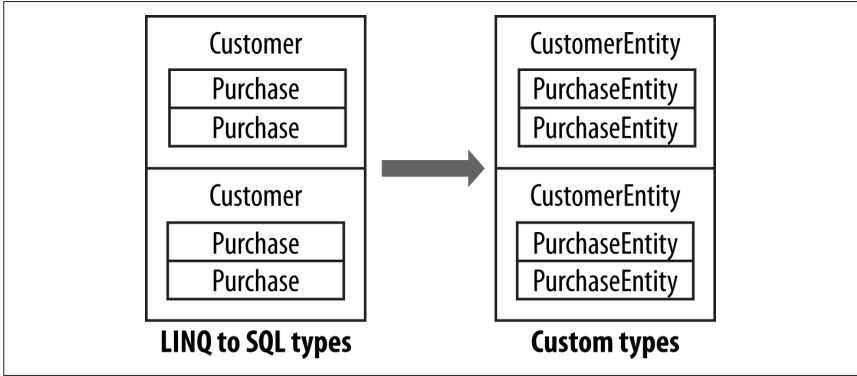 Customer
Purchase
Purchase
Customer
Purchase
Purchase
LINQ to SQL types
CustomerEntity
PurchaseEntity
PurchaseEntity
CustomerEntity
PurchaseEntity
PurchaseEntity
Custom types